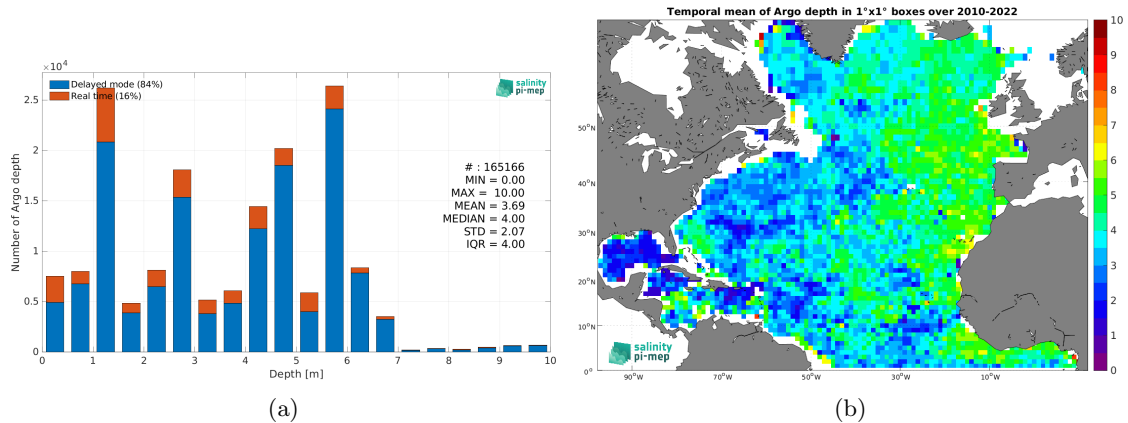 ×10⁴
Delayed mode (84%)
Real time (16%)
salinity
pi-mep
# : 165166
MIN = 0.00
MAX = 10.00
MEAN = 3.69
MEDIAN = 4.00
STD = 2.07
IQR = 4.00
Number of Argo depth
2.5
2
1.5
1
0.5
0
0 1 2 3 4 5 6 7 8 9 10
Depth [m]
(a)
Temporal mean of Argo depth in 1°x1° boxes over 2010-2022
50°N
40°N
30°N
20°N
10°N
0°
90°W 70°W 50°W 30°W 10°W
salinity
pi-mep
10
9
8
7
6
5
4
3
2
1
0
(b)